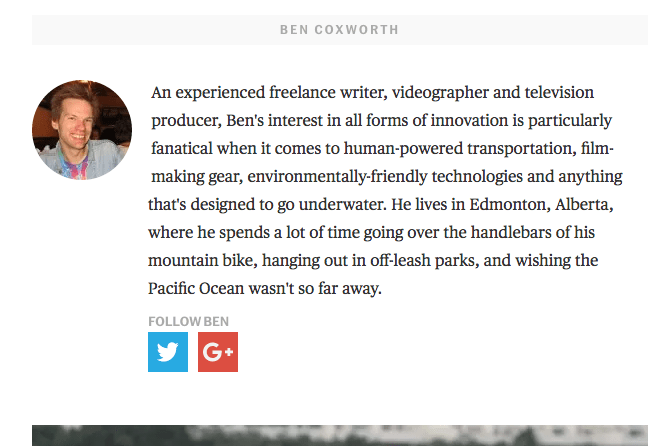 BEN COXWORTH
An experienced freelance writer, videographer and television
producer, Ben's interest in all forms of innovation is particularly
fanatical when it comes to human-powered transportation, film-
making gear, environmentally-friendly technologies and anything
that's designed to go underwater. He lives in Edmonton, Alberta,
where he spends a lot of time going over the handlebars of his
mountain bike, hanging out in off-leash parks, and wishing the
Pacific Ocean wasn't so far away.
FOLLOW BEN
G+